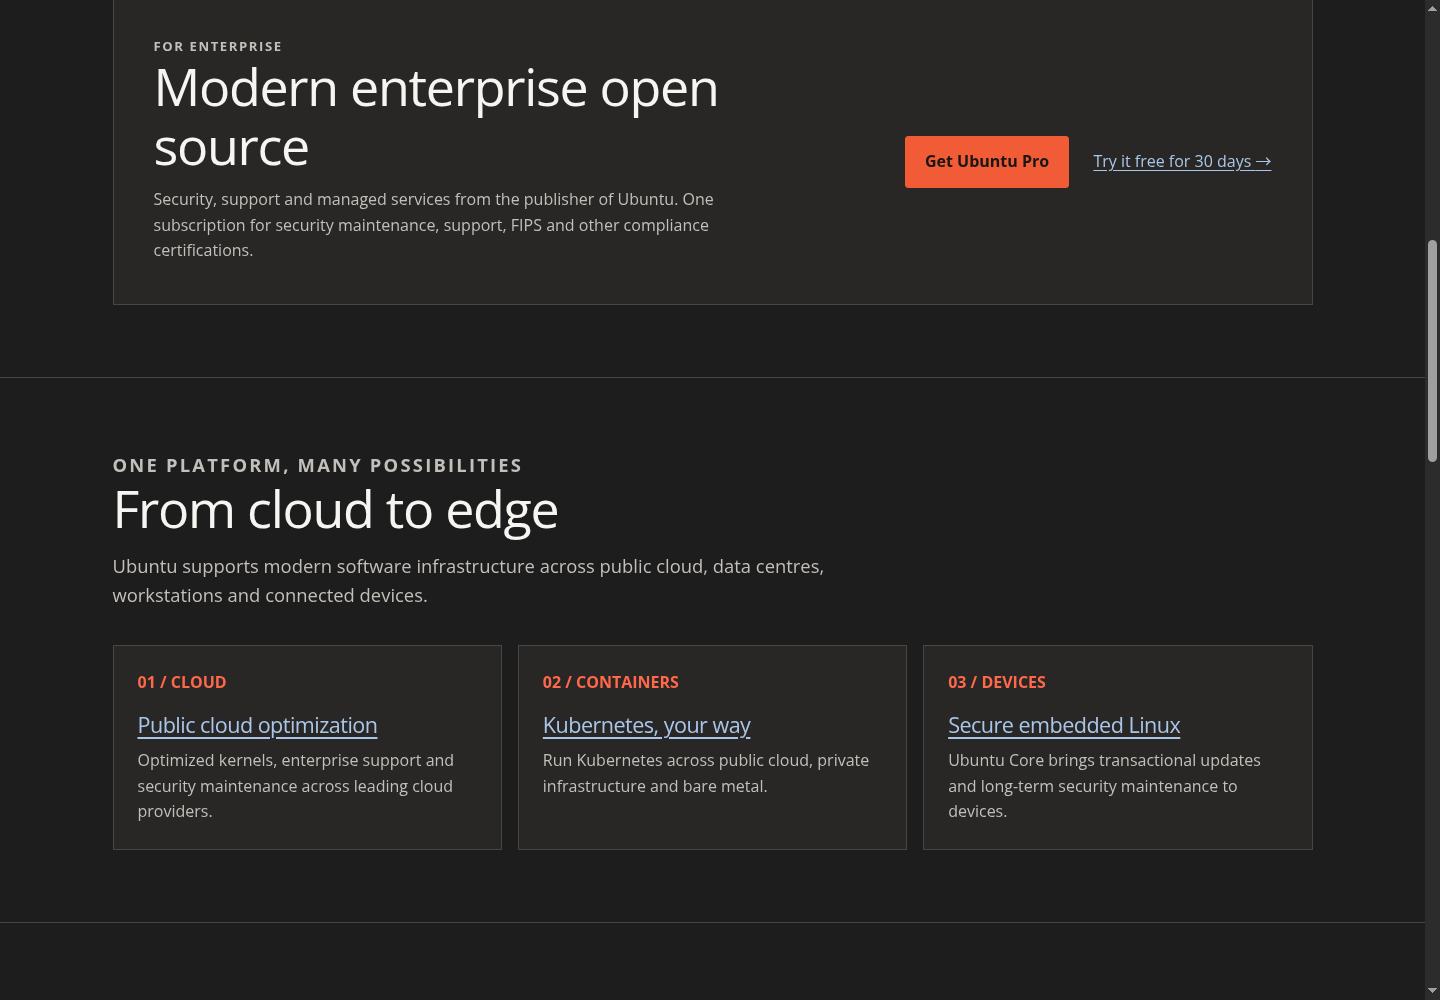 FOR ENTERPRISE
Modern enterprise open
source
Security, support and managed services from the publisher of Ubuntu. One
subscription for security maintenance, support, FIPS and other compliance
certifications.
Get Ubuntu Pro
Try it free for 30 days →
ONE PLATFORM, MANY POSSIBILITIES
From cloud to edge
Ubuntu supports modern software infrastructure across public cloud, data centres,
workstations and connected devices.
01 / CLOUD
Public cloud optimization
Optimized kernels, enterprise support and
security maintenance across leading cloud
providers.
02 / CONTAINERS
Kubernetes, your way
Run Kubernetes across public cloud, private
infrastructure and bare metal.
03 / DEVICES
Secure embedded Linux
Ubuntu Core brings transactional updates
and long-term security maintenance to
devices.